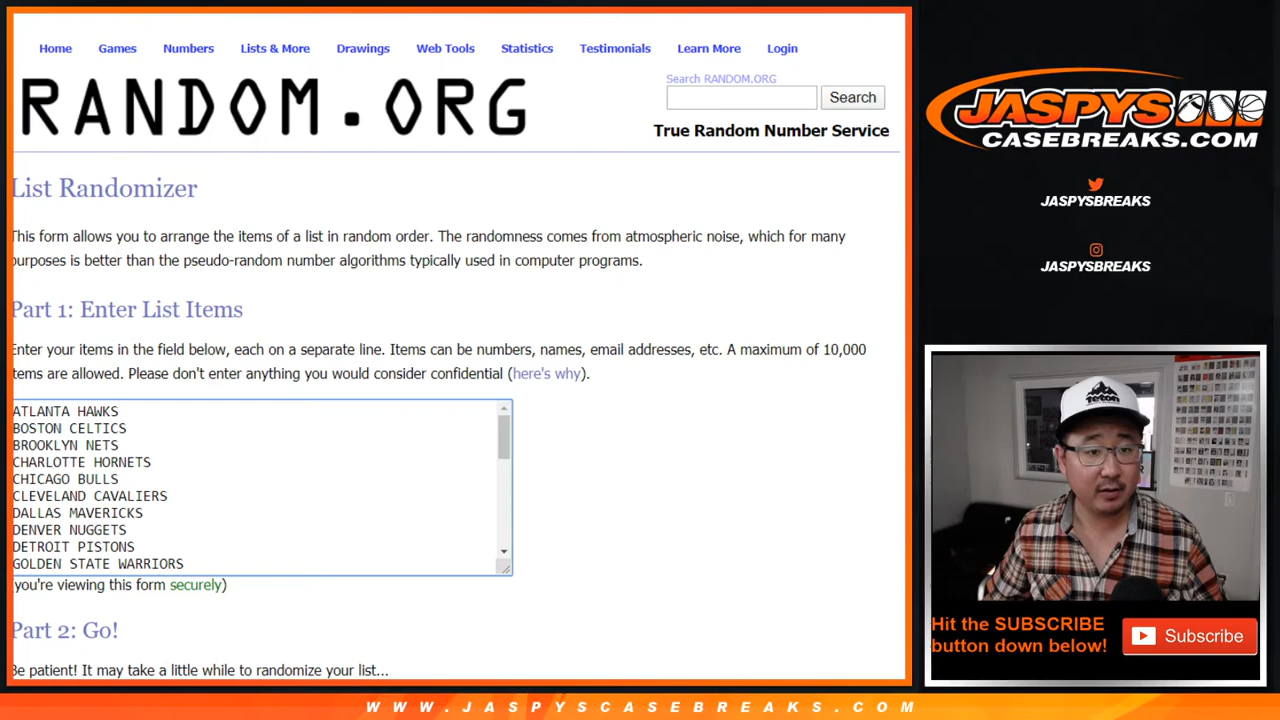 Home Games Numbers Lists & More Drawings Web Tools Statistics Testimonials Learn More Login
RANDOM.ORG
Search RANDOM.ORG
Search
True Random Number Service
List Randomizer
This form allows you to arrange the items of a list in random order. The randomness comes from atmospheric noise, which for many
purposes is better than the pseudo-random number algorithms typically used in computer programs.
Part 1: Enter List Items
Enter your items in the field below, each on a separate line. Items can be numbers, names, email addresses, etc. A maximum of 10,000
items are allowed. Please don't enter anything you would consider confidential (here's why).
ATLANTA HAWKS
BOSTON CELTICS
BROOKLYN NETS
CHARLOTTE HORNETS
CHICAGO BULLS
CLEVELAND CAVALIERS
DALLAS MAVERICKS
DENVER NUGGETS
DETROIT PISTONS
GOLDEN STATE WARRIORS
(you're viewing this form securely)
Part 2: Go!
Be patient! It may take a little while to randomize your list...
JASPYS
CASEBREAKS.COM
JASPYSBREAKS
JASPYSBREAKS
teton
Hit the SUBSCRIBE
button down below!
Subscribe
WWW.JASPYSCASEBREAKS.COM